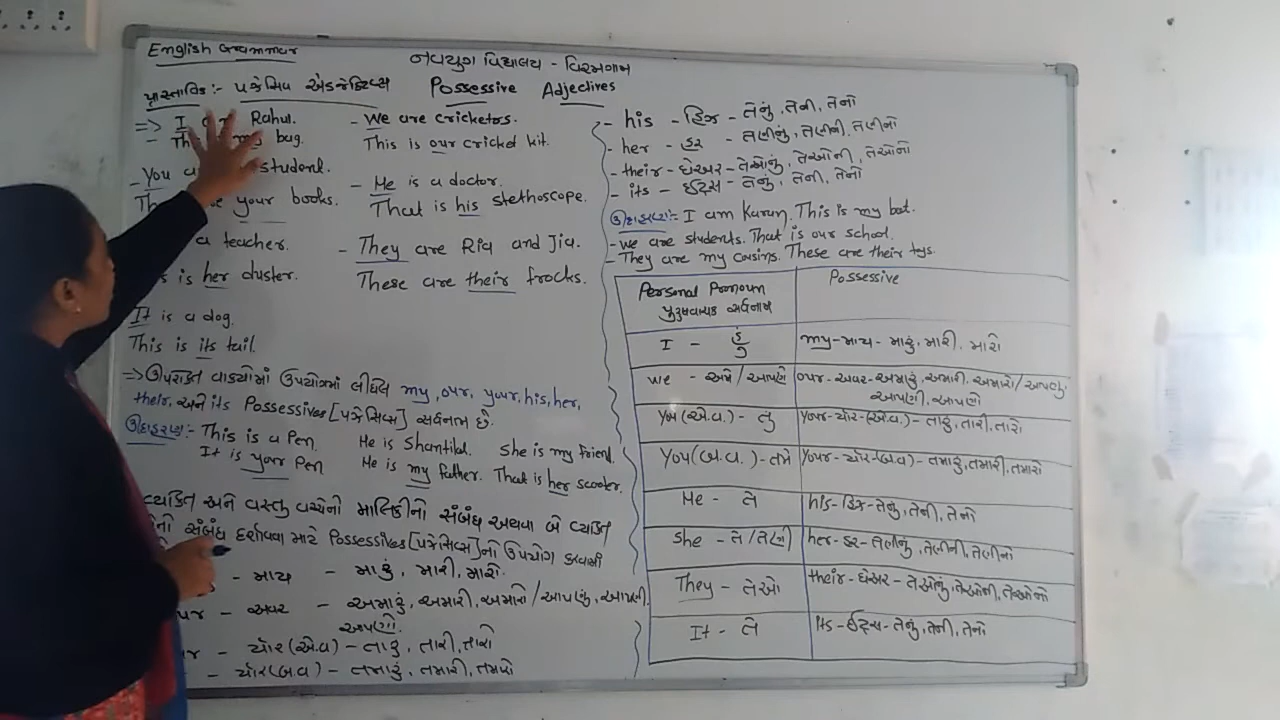 English Grammar
નવયુગ વિદ્યાલય - વિરમગામ
પ્રાસ્તાવિક :- પઝેસિવ એડજેક્ટિવ્સ Possessive Adjectives
=> I Rahul.
- Th my bag.
- You a student.
your books.
a teacher.
is her duster.
It is a dog.
This is its tail.
- We are cricketers.
This is our cricket kit.
- He is a doctor.
That is his stethoscope.
- They are Ria and Jia.
These are their frocks.
=> ઉપરોક્ત વાક્યોમાં ઉપયોગમાં લીધેલ my, our, your, his, her,
their, અને its Possessives [પઝેસિવ્સ] સર્વનામ છે.
ઉદાહરણ :- This is a Pen. He is Shantilal. She is my friend.
It is your Pen He is my father. That is her scooter.
વ્યક્તિ અને વસ્તુ વચ્ચેનો માલિકીનો સંબંધ અથવા બે વ્યક્તિ
સંબંધ દર્શાવવા માટે Possessives [પઝેસિવ્સ] નો ઉપયોગ કરવામાં
- માય - મારું, મારી, મારો.
our - અવર - અમારું, અમારી, અમારો / આપણું, આપણી,
આપણો.
- યોર (એ.વ) - તારું, તારી, તારો
- યોર (બ.વ) - તમારું, તમારી, તમારો
- his - હિઝ - તેનું, તેની, તેનો
- her - હર - તેણીનું, તેણીની, તેણીનો
- their - ધેઅર - તેઓનું, તેઓની, તેઓનો
- its - ઈટ્સ - તેનું, તેની, તેનો
ઉદાહરણ :- I am Karan. This is my bat.
- We are students. That is our school.
- They are my cousins. These are their toys.
Personal Pronoun Possessive
પુરુષવાચક સર્વનામ
I - હું my - માય - મારું, મારી, મારો
we - અમે / આપણે our - અવર - અમારું, અમારી, અમારો / આપણું,
આપણી, આપણો
You (એ.વ.) - તુ your - યોર - (એ.વ.) - તારું, તારી, તારો
You (બ.વ.) - તમે your - યોર - (બ.વ) - તમારું, તમારી, તમારો
He - તે his - હિઝ - તેનું, તેની, તેનો
She - તે / તેણી her - હર - તેણીનું, તેણીની, તેણીનો
They - તેઓ their - ધેઅર - તેઓનું, તેઓની, તેઓનો
It - તે Its - ઈટ્સ - તેનું, તેની, તેનો